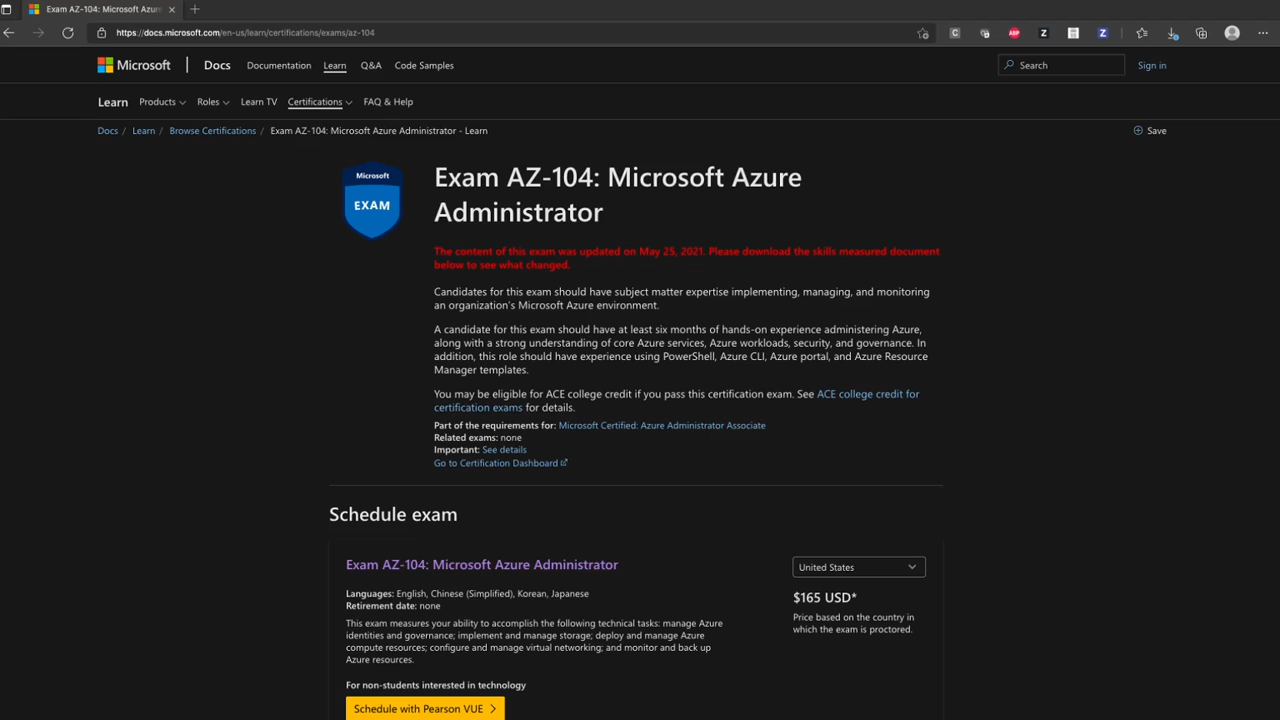 Exam AZ-104: Microsoft Azure
https://docs.microsoft.com/en-us/learn/certifications/exams/az-104
C
ABP
Z
Z
Microsoft | Docs Documentation Learn Q&A Code Samples Search Sign in
Learn Products Roles Learn TV Certifications FAQ & Help
Docs / Learn / Browse Certifications / Exam AZ-104: Microsoft Azure Administrator - Learn Save
Microsoft
EXAM
Exam AZ-104: Microsoft Azure
Administrator
The content of this exam was updated on May 25, 2021. Please download the skills measured document
below to see what changed.
Candidates for this exam should have subject matter expertise implementing, managing, and monitoring
an organization's Microsoft Azure environment.
A candidate for this exam should have at least six months of hands-on experience administering Azure,
along with a strong understanding of core Azure services, Azure workloads, security, and governance. In
addition, this role should have experience using PowerShell, Azure CLI, Azure portal, and Azure Resource
Manager templates.
You may be eligible for ACE college credit if you pass this certification exam. See ACE college credit for
certification exams for details.
Part of the requirements for: Microsoft Certified: Azure Administrator Associate
Related exams: none
Important: See details
Go to Certification Dashboard
Schedule exam
Exam AZ-104: Microsoft Azure Administrator
Languages: English, Chinese (Simplified), Korean, Japanese
Retirement date: none
This exam measures your ability to accomplish the following technical tasks: manage Azure
identities and governance; implement and manage storage; deploy and manage Azure
compute resources; configure and manage virtual networking; and monitor and back up
Azure resources.
For non-students interested in technology
Schedule with Pearson VUE >
United States
$165 USD*
Price based on the country in
which the exam is proctored.